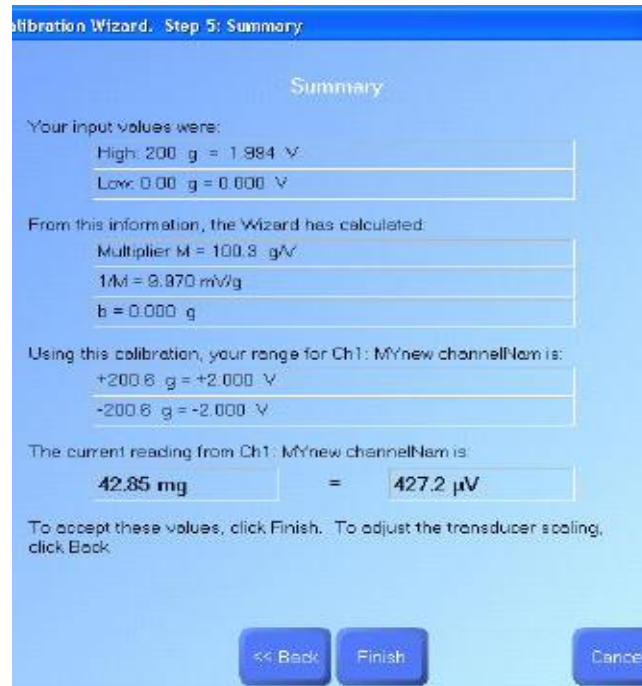 alibration Wizard. Step 5: Summary
Summary
Your input values were:
High: 200 g = 1.994 V
Low: 0.00 g = 0.000 V
From this information, the Wizard has calculated:
Multiplier M = 100.3 g/V
1/M = 9.970 mV/g
b = 0.000 g
Using this calibration, your range for Ch1: MYnew channelNam is:
+200.6 g = +2.000 V
-200.6 g = -2.000 V
The current reading from Ch1: MYnew channelNam is:
42.85 mg = 427.2 µV
To accept these values, click Finish. To adjust the transducer scaling,
click Back
<< Back Finish Cance